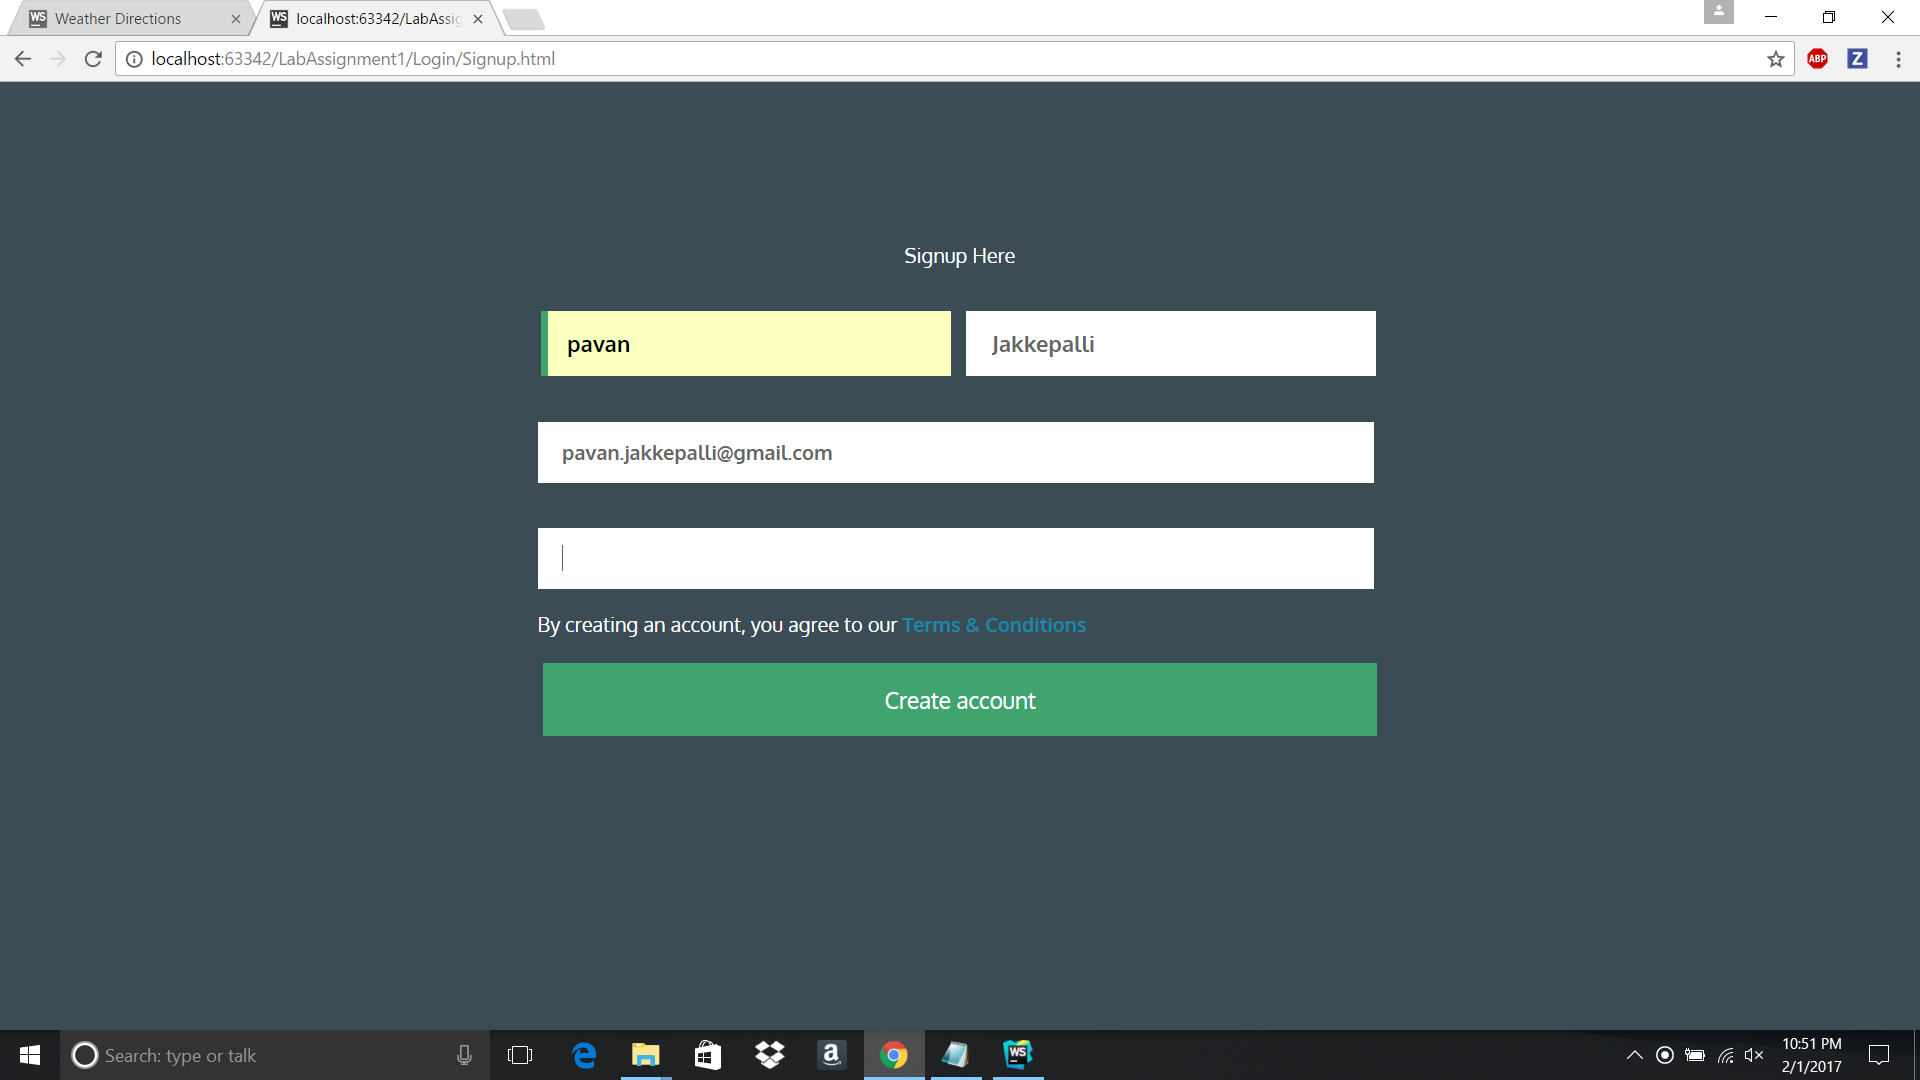 WS Weather Directions
WS localhost:63342/LabAssig
localhost:63342/LabAssignment1/Login/Signup.html
ABP
Z
Signup Here
pavan
Jakkepalli
pavan.jakkepalli@gmail.com
By creating an account, you agree to our Terms & Conditions
Create account
Search: type or talk
a
WS
10:51 PM
2/1/2017